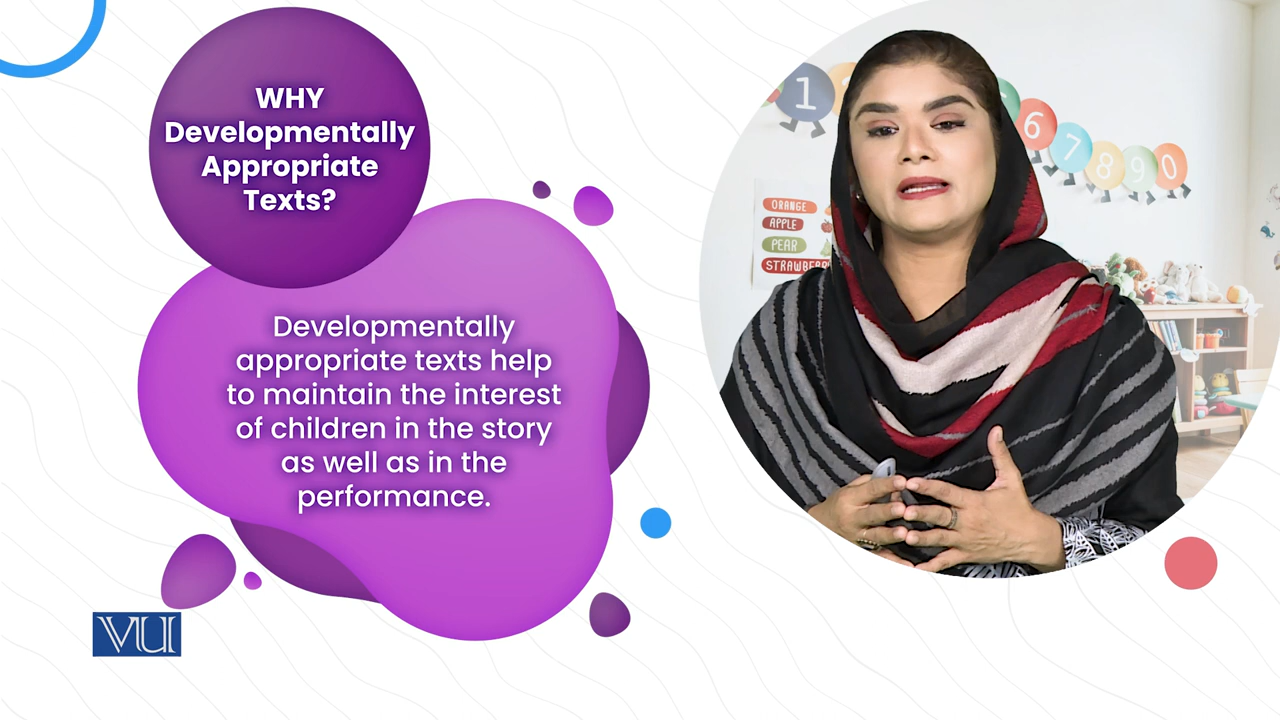 WHY
Developmentally
Appropriate
Texts?
Developmentally
appropriate texts help
to maintain the interest
of children in the story
as well as in the
performance.
VU
1
6
7
8
9
0
ORANGE
APPLE
PEAR